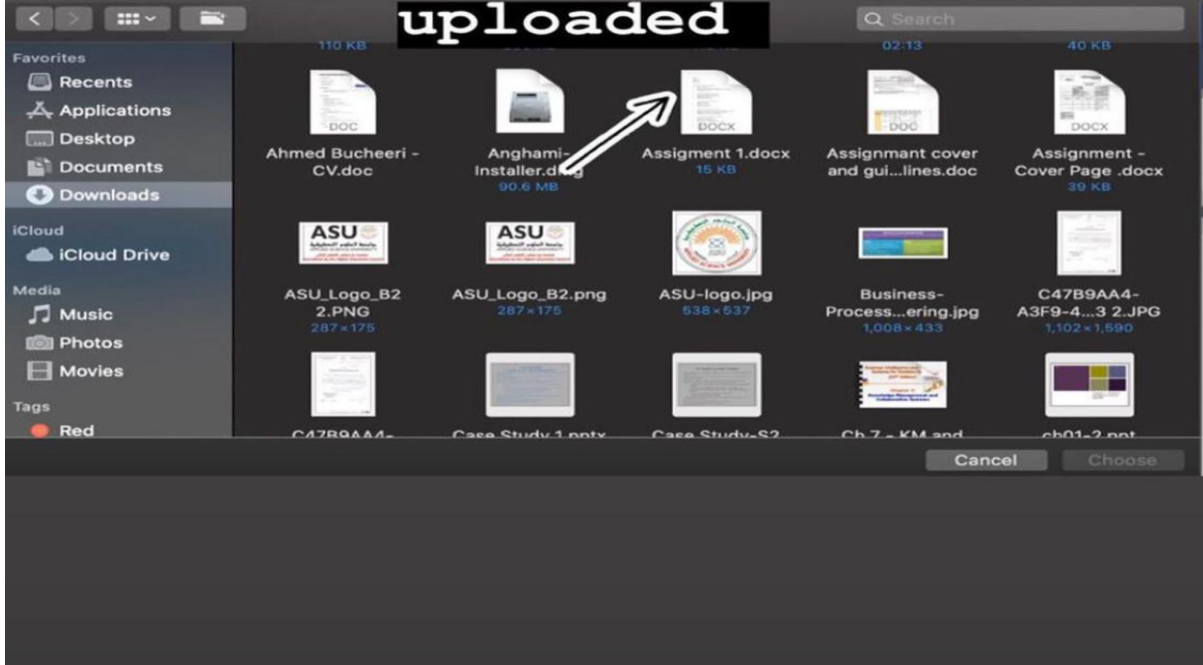 uploaded
Search
Favorites
110 KB
02:13
40 KB
Recents
Applications
Desktop
Documents
Downloads
iCloud
iCloud Drive
Media
Music
Photos
Movies
Tags
Red
DOC
DOCX
DOC
DOCX
Ahmed Bucheeri -
CV.doc
Anghami-
90.6 MB
Assigment 1.docx
15 KB
Assignmant cover
and gui...lines.doc
Assignment -
Cover Page .docx
39 KB
ASU
ASU
ASU_Logo_B2
2.PNG
287×175
ASU_Logo_B2.png
287×175
ASU-logo.jpg
538×537
Business-
Process...ering.jpg
1,008×433
C47B9AA4-
A3F9-4...3 2.JPG
1,102×1,590
C47B9AA4-
Case Study 1.pptx
Case Study-S2
Ch 7 - KM and
ch01-2.ppt
Cancel
Choose